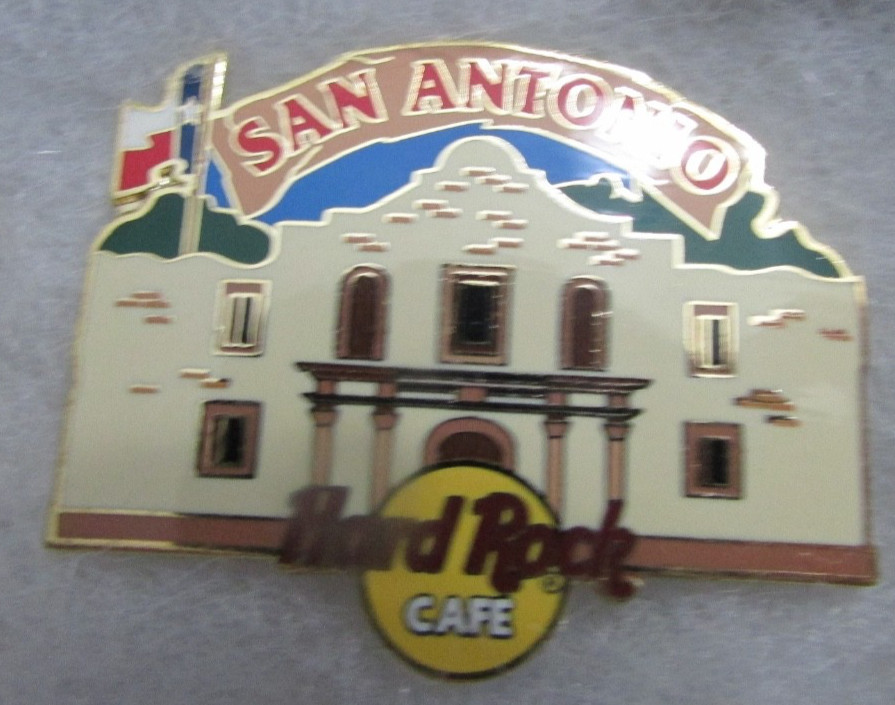 SAN ANTONIO
Hard Rock
®
CAFE